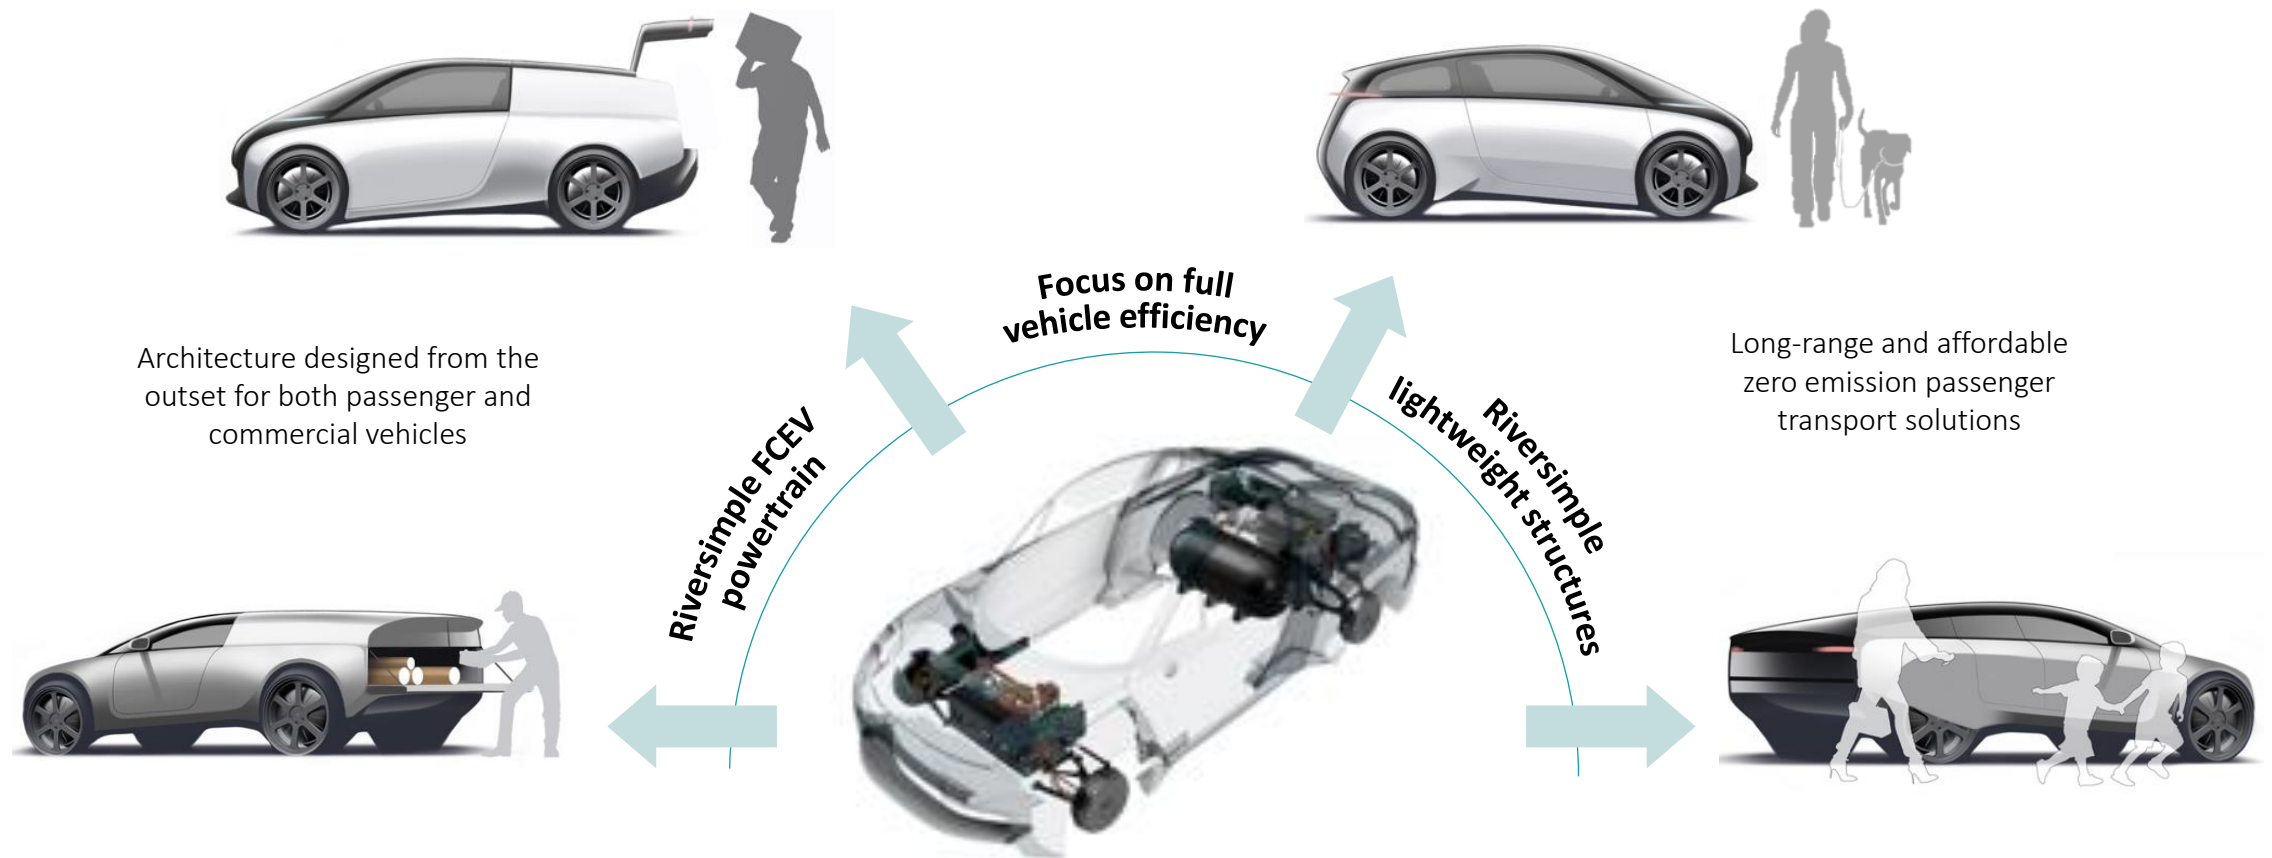 Focus on full
vehicle efficiency
Architecture designed from the
outset for both passenger and
commercial vehicles
Long-range and affordable
zero emission passenger
transport solutions
Riversimple FCEV
powertrain
Riversimple
lightweight structures